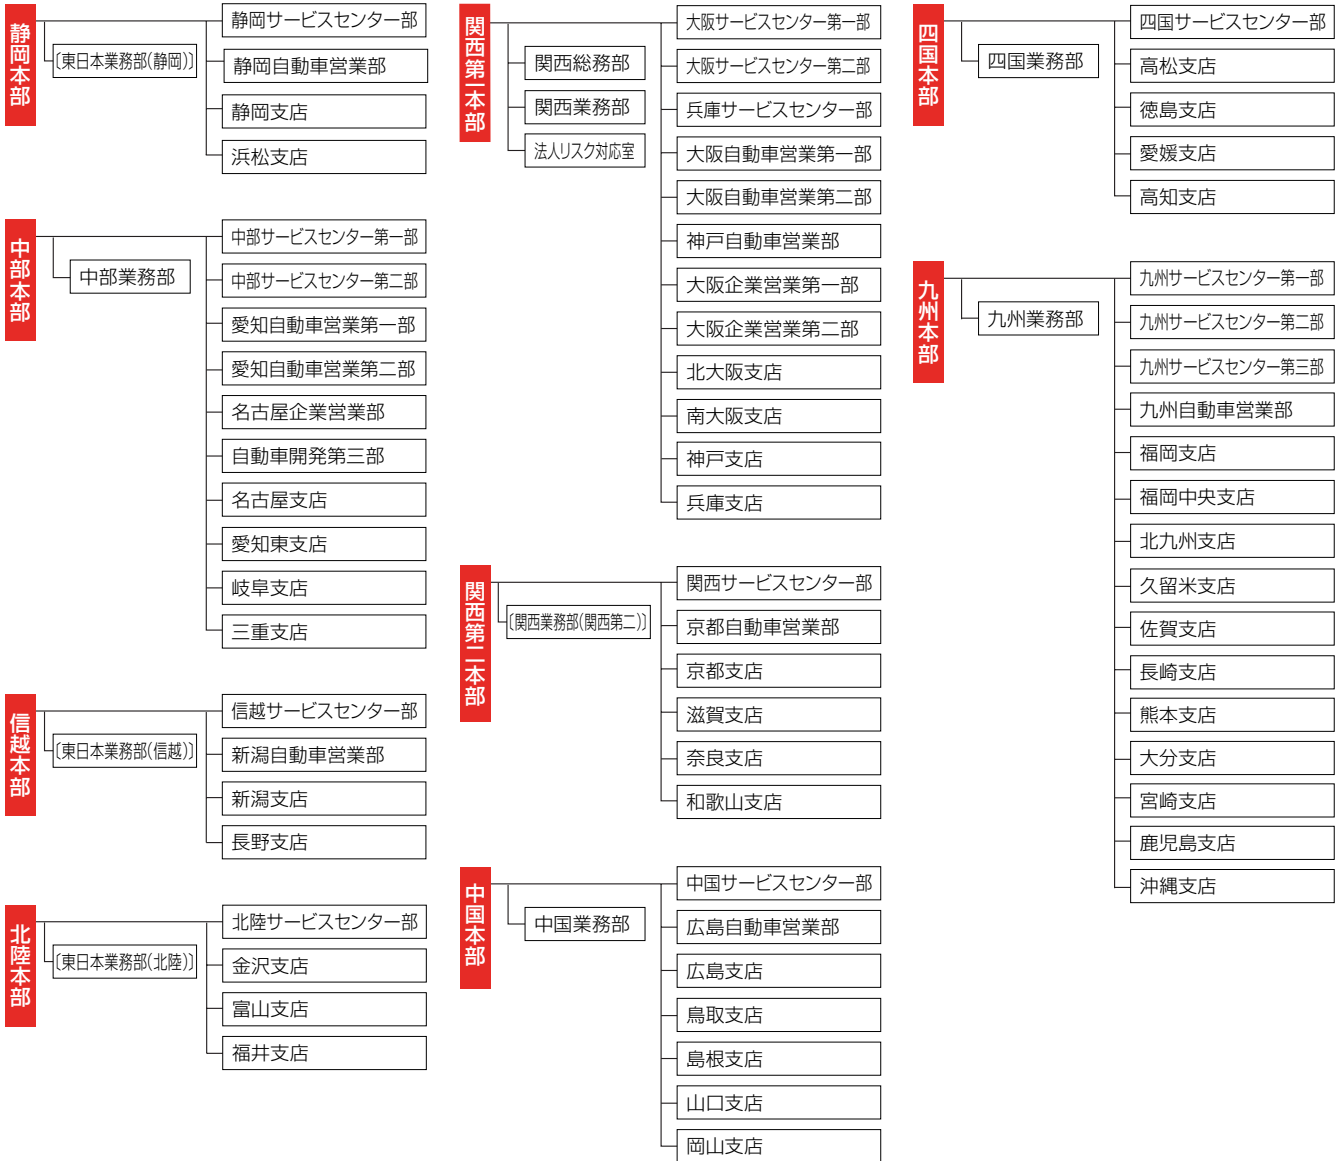 静岡本部
〔東日本業務部(静岡)〕
静岡サービスセンター部
静岡自動車営業部
静岡支店
浜松支店
中部本部
中部業務部
中部サービスセンター第一部
中部サービスセンター第二部
愛知自動車営業第一部
愛知自動車営業第二部
名古屋企業営業部
自動車開発第三部
名古屋支店
愛知東支店
岐阜支店
三重支店
信越本部
〔東日本業務部(信越)〕
信越サービスセンター部
新潟自動車営業部
新潟支店
長野支店
北陸本部
〔東日本業務部(北陸)〕
北陸サービスセンター部
金沢支店
富山支店
福井支店
関西第一本部
関西総務部
関西業務部
法人リスク対応室
大阪サービスセンター第一部
大阪サービスセンター第二部
兵庫サービスセンター部
大阪自動車営業第一部
大阪自動車営業第二部
神戸自動車営業部
大阪企業営業第一部
大阪企業営業第二部
北大阪支店
南大阪支店
神戸支店
兵庫支店
関西第二本部
〔関西業務部(関西第二)〕
関西サービスセンター部
京都自動車営業部
京都支店
滋賀支店
奈良支店
和歌山支店
中国本部
中国業務部
中国サービスセンター部
広島自動車営業部
広島支店
鳥取支店
島根支店
山口支店
岡山支店
四国本部
四国業務部
四国サービスセンター部
高松支店
徳島支店
愛媛支店
高知支店
九州本部
九州業務部
九州サービスセンター第一部
九州サービスセンター第二部
九州サービスセンター第三部
九州自動車営業部
福岡支店
福岡中央支店
北九州支店
久留米支店
佐賀支店
長崎支店
熊本支店
大分支店
宮崎支店
鹿児島支店
沖縄支店